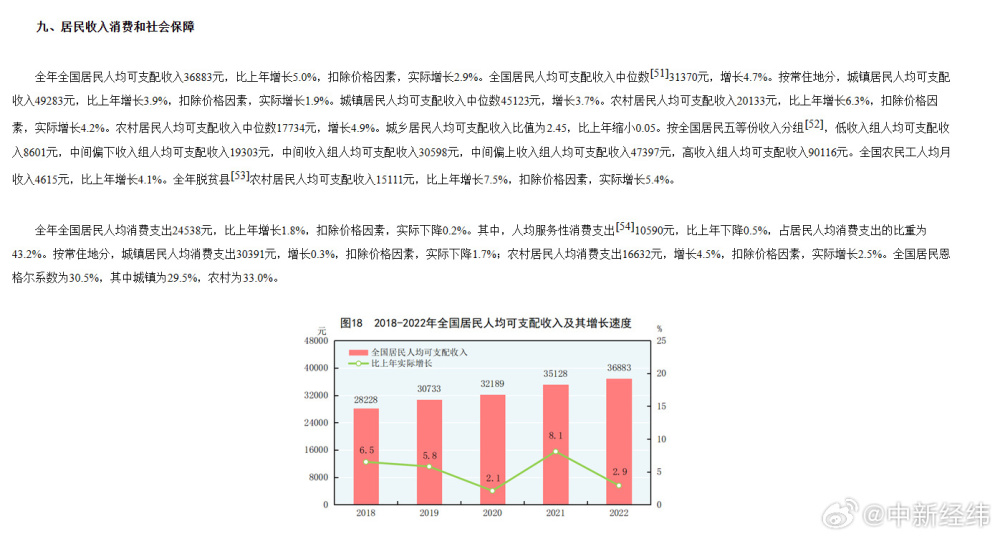 九、居民收入消费和社会保障
全年全国居民人均可支配收入36883元，比上年增长5.0%，扣除价格因素，实际增长2.9%。全国居民人均可支配收入中位数[51]31370元，增长4.7%。按常住地分，城镇居民人均可支配
收入49283元，比上年增长3.9%，扣除价格因素，实际增长1.9%。城镇居民人均可支配收入中位数45123元，增长3.7%。农村居民人均可支配收入20133元，比上年增长6.3%，扣除价格因
素，实际增长4.2%。农村居民人均可支配收入中位数17734元，增长4.9%。城乡居民人均可支配收入比值为2.45，比上年缩小0.05。按全国居民五等份收入分组[52]，低收入组人均可支配收
入8601元，中间偏下收入组人均可支配收入19303元，中间收入组人均可支配收入30598元，中间偏上收入组人均可支配收入47397元，高收入组人均可支配收入90116元。全国农民工人均月
收入4615元，比上年增长4.1%。全年脱贫县[53]农村居民人均可支配收入15111元，比上年增长7.5%，扣除价格因素，实际增长5.4%。
全年全国居民人均消费支出24538元，比上年增长1.8%，扣除价格因素，实际下降0.2%。其中，人均服务性消费支出[54]10590元，比上年下降0.5%，占居民人均消费支出的比重为
43.2%。按常住地分，城镇居民人均消费支出30391元，增长0.3%，扣除价格因素，实际下降1.7%；农村居民人均消费支出16632元，增长4.5%，扣除价格因素，实际增长2.5%。全国居民恩
格尔系数为30.5%，其中城镇为29.5%，农村为33.0%。
图18 2018-2022年全国居民人均可支配收入及其增长速度
元
%
48000
40000
32000
24000
16000
8000
0
全国居民人均可支配收入
比上年实际增长
28228
30733
32189
35128
36883
6.5
5.8
2.1
8.1
2.9
25
20
15
10
5
0
2018
2019
2020
2021
2022
@中新经纬